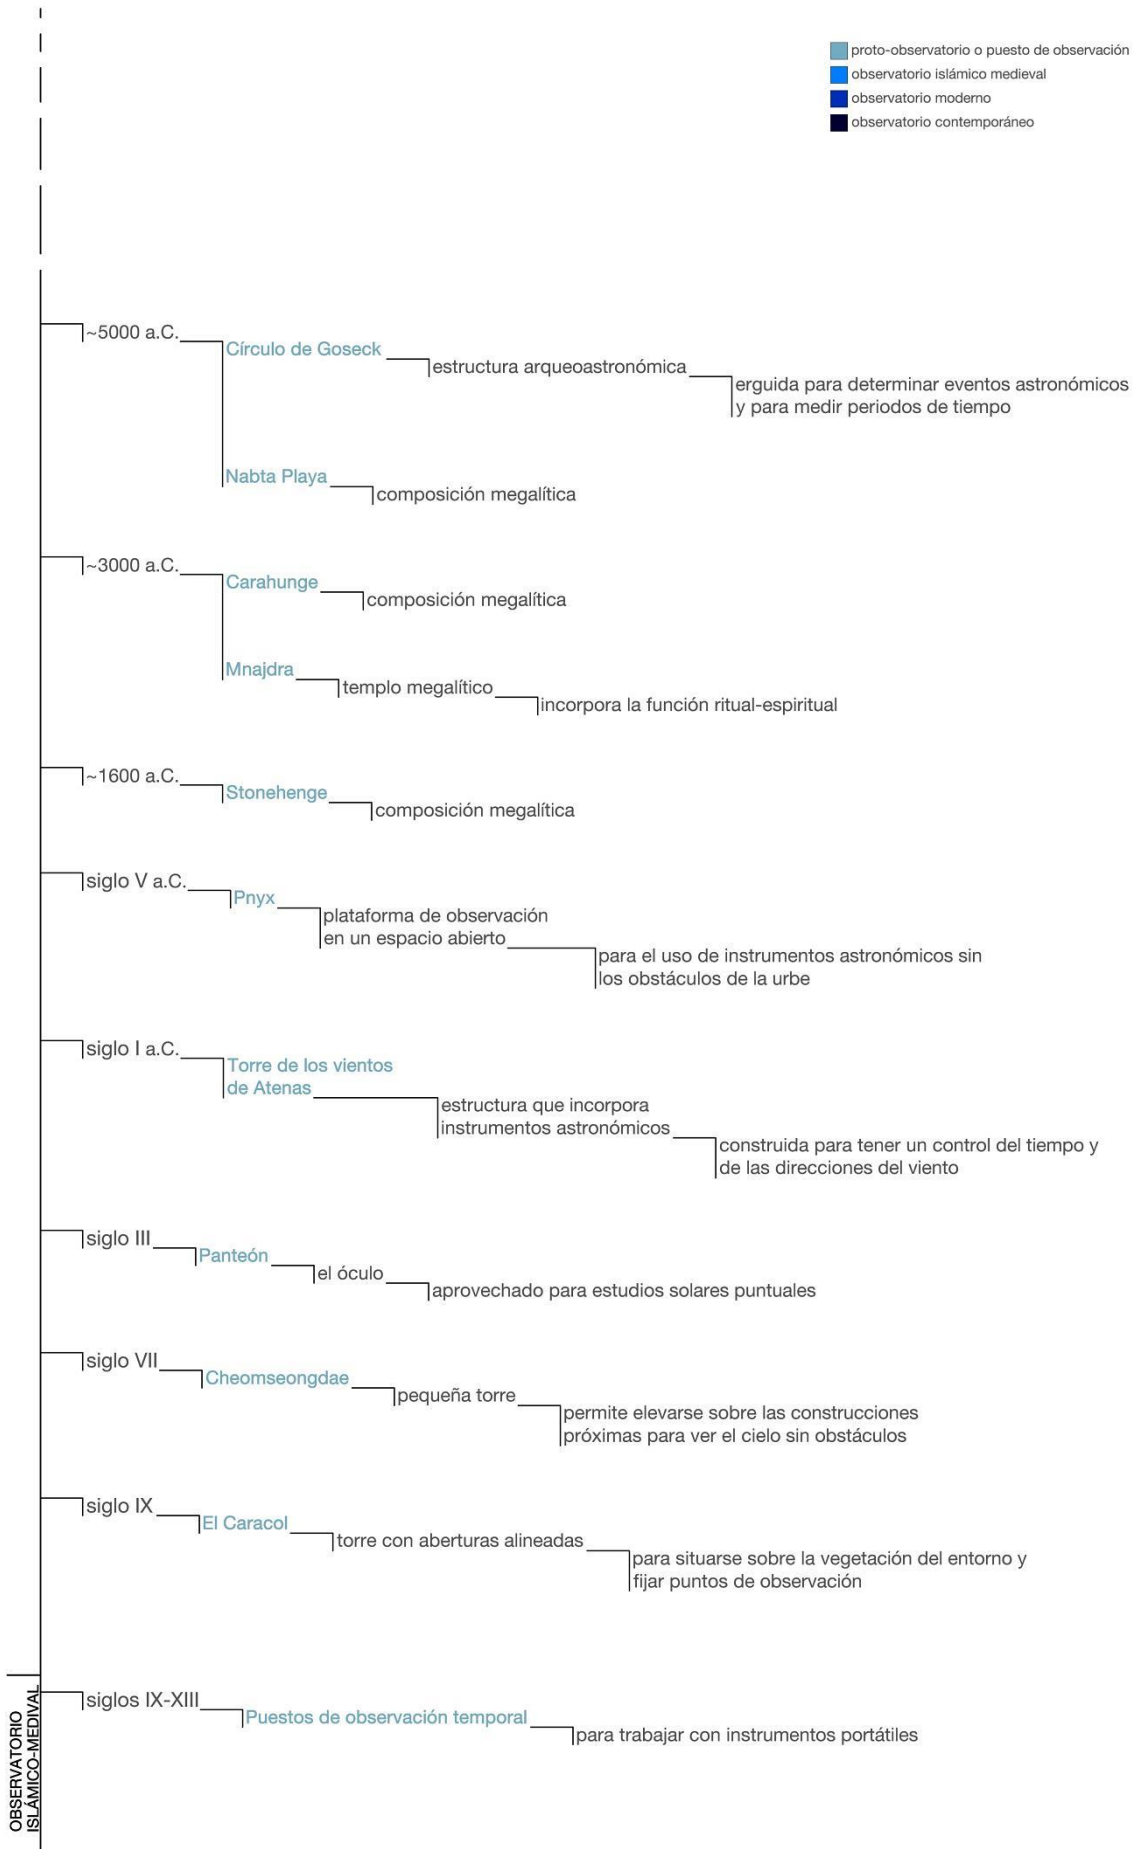 proto-observatorio o puesto de observación
observatorio islámico medieval
observatorio moderno
observatorio contemporáneo
~5000 a.C.
Círculo de Goseck
estructura arqueoastronómica
erguida para determinar eventos astronómicos
y para medir periodos de tiempo
Nabta Playa
composición megalítica
~3000 a.C.
Carahunge
composición megalítica
Mnajdra
templo megalítico
incorpora la función ritual-espiritual
~1600 a.C.
Stonehenge
composición megalítica
siglo V a.C.
Pnyx
plataforma de observación
en un espacio abierto
para el uso de instrumentos astronómicos sin
los obstáculos de la urbe
siglo I a.C.
Torre de los vientos
de Atenas
estructura que incorpora
instrumentos astronómicos
construida para tener un control del tiempo y
de las direcciones del viento
siglo III
Panteón
el óculo
aprovechado para estudios solares puntuales
siglo VII
Cheomseongdae
pequeña torre
permite elevarse sobre las construcciones
próximas para ver el cielo sin obstáculos
siglo IX
El Caracol
torre con aberturas alineadas
para situarse sobre la vegetación del entorno y
fijar puntos de observación
siglos IX-XIII
Puestos de observación temporal
para trabajar con instrumentos portátiles
OBSERVATORIO
ISLÁMICO-MEDIVAL